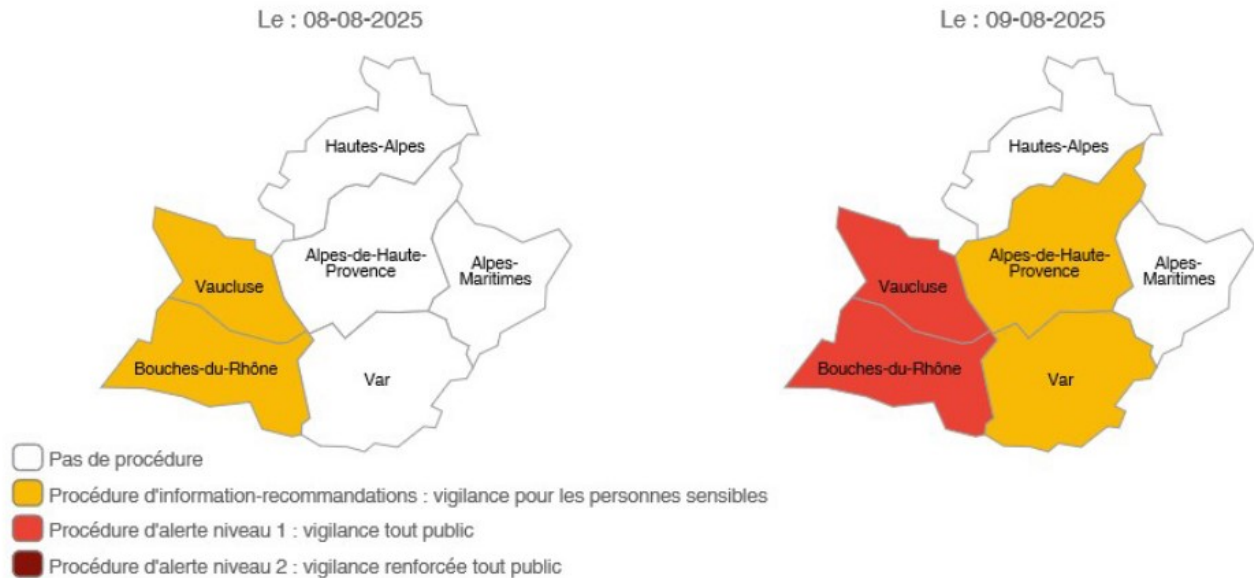 Le : 08-08-2025
Hautes-Alpes
Alpes-de-Haute-
Provence
Alpes-
Maritimes
Vaucluse
Bouches-du-Rhône
Var
Le : 09-08-2025
Hautes-Alpes
Alpes-de-Haute-
Provence
Alpes-
Maritimes
Vaucluse
Bouches-du-Rhône
Var
Pas de procédure
Procédure d'information-recommandations : vigilance pour les personnes sensibles
Procédure d'alerte niveau 1 : vigilance tout public
Procédure d'alerte niveau 2 : vigilance renforcée tout public